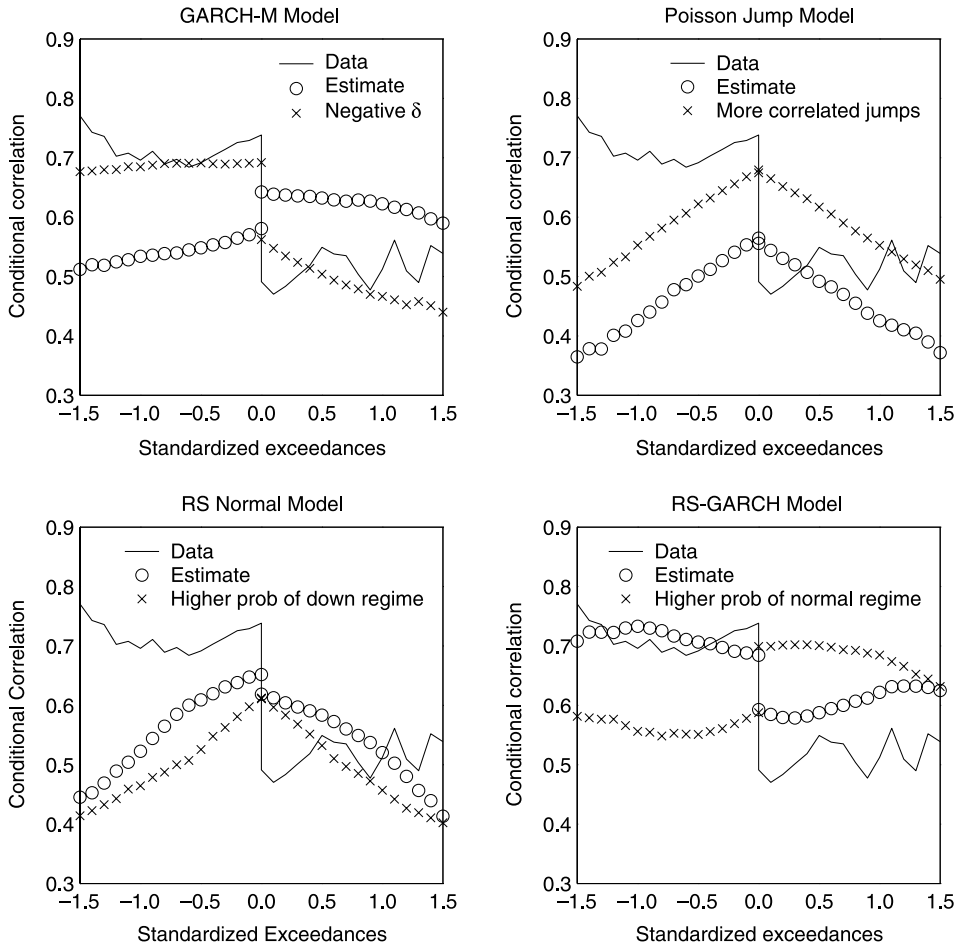 GARCH-M Model
0.9
0.8
0.7
0.6
0.5
0.4
0.3
Conditional correlation
Data
Estimate
Negative δ
–1.5 –1.0 –0.5 0.0 0.5 1.0 1.5
Standardized exceedances
Poisson Jump Model
0.9
0.8
0.7
0.6
0.5
0.4
0.3
Conditional correlation
Data
Estimate
More correlated jumps
–1.5 –1.0 –0.5 0.0 0.5 1.0 1.5
Standardized exceedances
RS Normal Model
0.9
0.8
0.7
0.6
0.5
0.4
0.3
Conditional Correlation
Data
Estimate
Higher prob of down regime
–1.5 –1.0 –0.5 0.0 0.5 1.0 1.5
Standardized Exceedances
RS-GARCH Model
0.9
0.8
0.7
0.6
0.5
0.4
0.3
Conditional correlation
Data
Estimate
Higher prob of normal regime
–1.5 –1.0 –0.5 0.0 0.5 1.0 1.5
Standardized exceedances